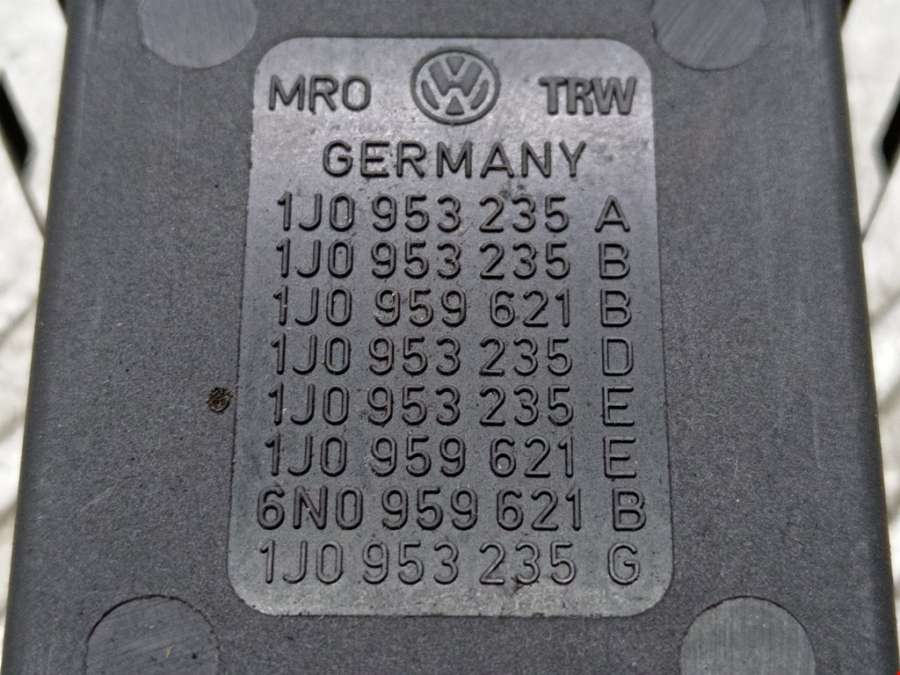 MRO VW TRW
GERMANY
1J0 953 235 A
1J0 953 235 B
1J0 959 621 B
1J0 953 235 D
1J0 953 235 E
1J0 959 621 E
6N0 959 621 B
1J0 953 235 G